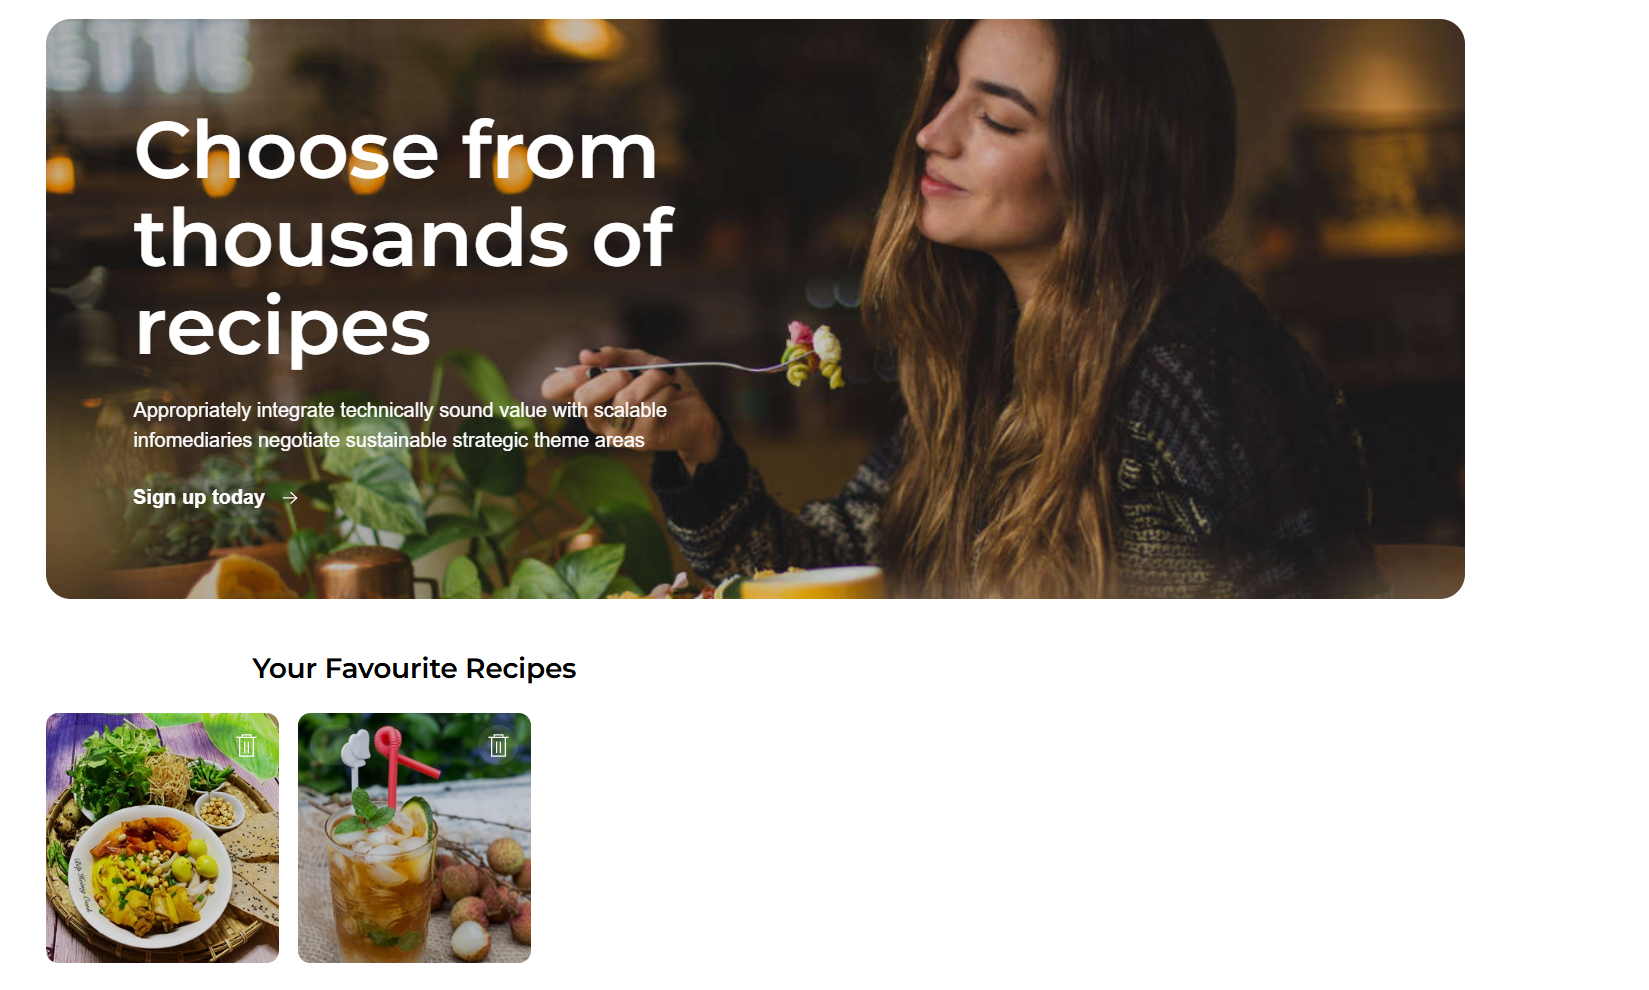 Choose from
thousands of
recipes
Appropriately integrate technically sound value with scalable
infomediaries negotiate sustainable strategic theme areas
Sign up today
Your Favourite Recipes